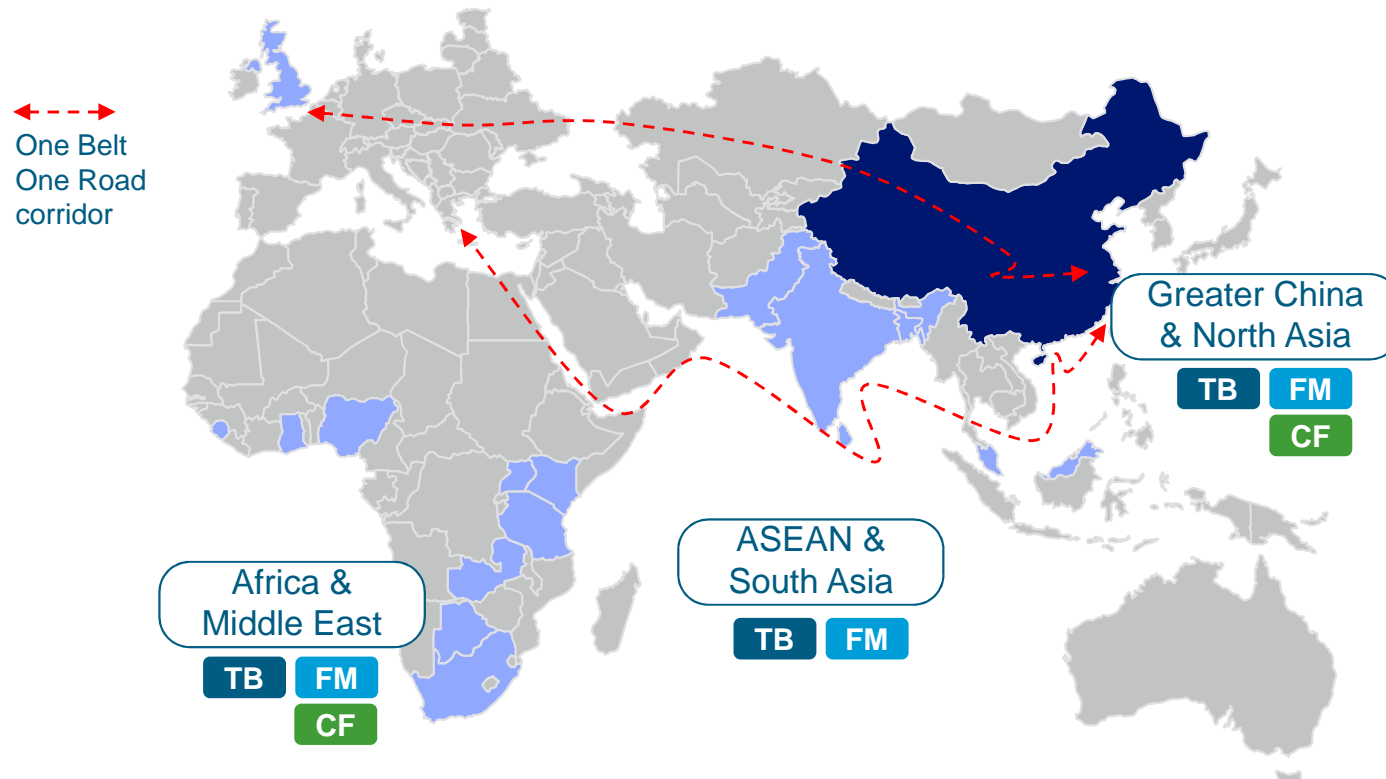 One Belt
One Road
corridor
Greater China
& North Asia
TB FM
CF
ASEAN &
South Asia
TB FM
Africa &
Middle East
TB FM
CF